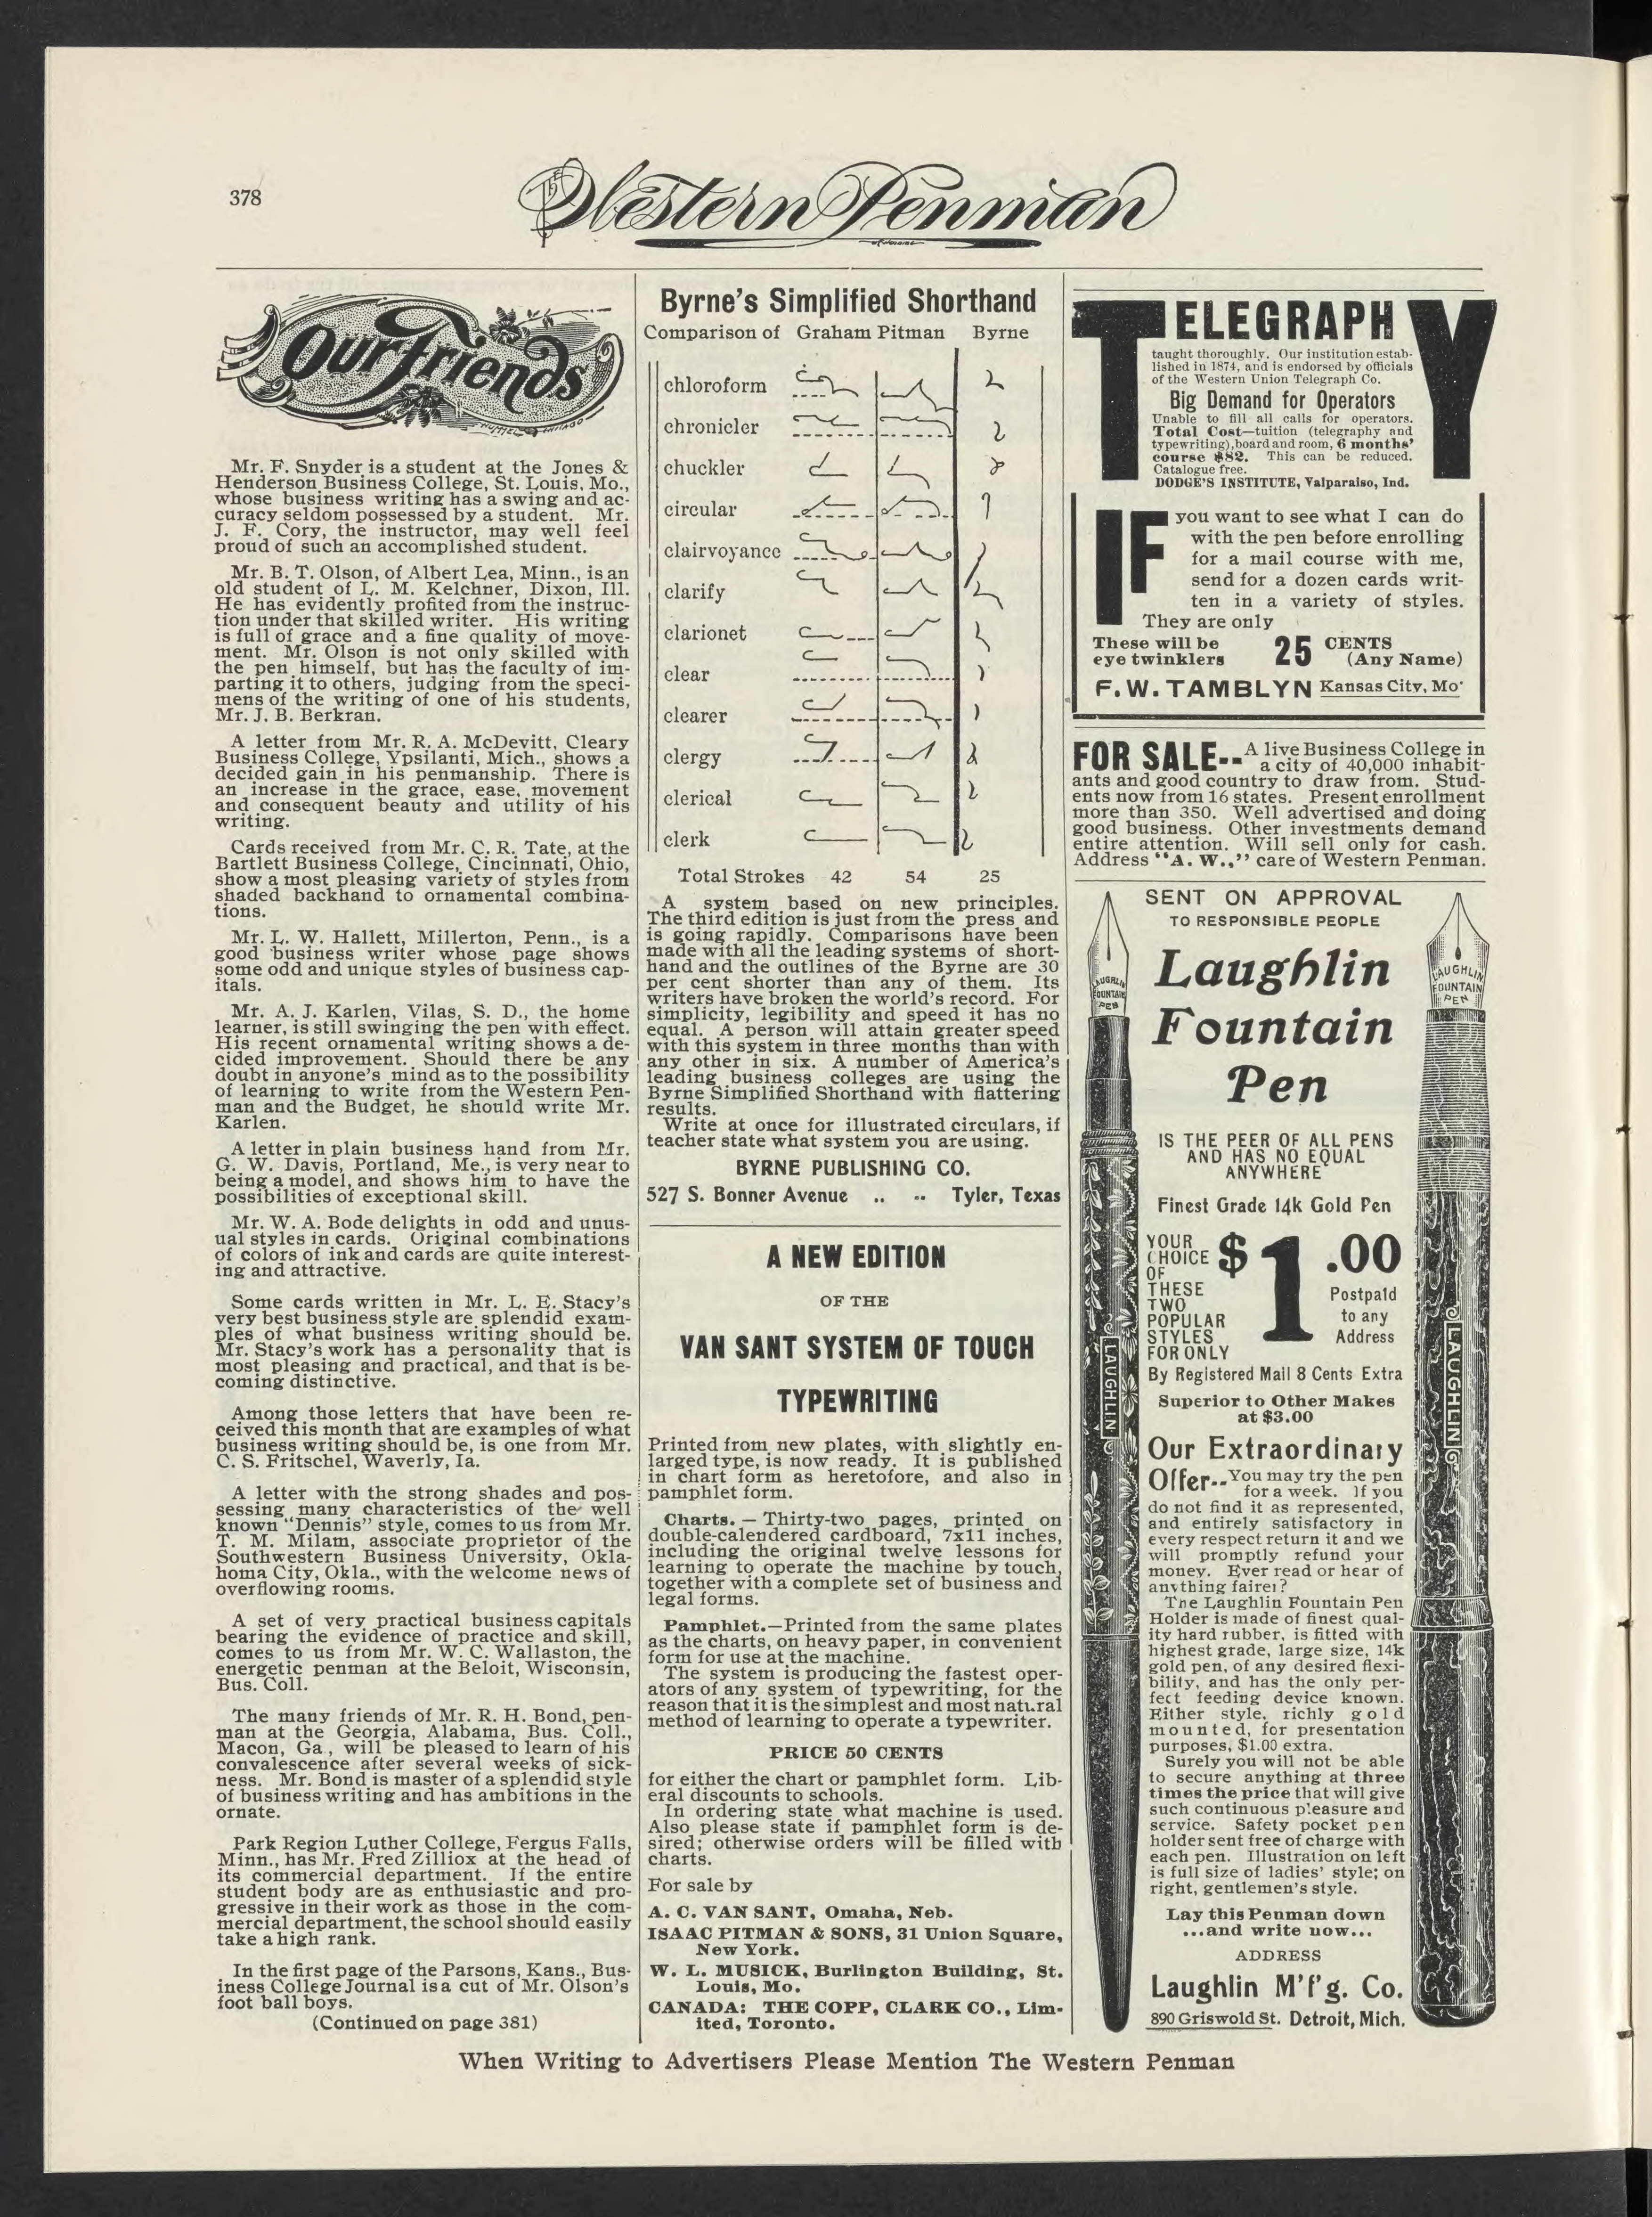 378
Western Penman
Our Friends
Mr. F. Snyder is a student at the Jones &
Henderson Business College, St. Louis, Mo.,
whose business writing has a swing and ac-
curacy seldom possessed by a student. Mr.
J. F. Cory, the instructor, may well feel
proud of such an accomplished student.
Mr. B. T. Olson, of Albert Lea, Minn., is an
old student of L. M. Kelchner, Dixon, Ill.
He has evidently profited from the instruc-
tion under that skilled writer. His writing
is full of grace and a fine quality of move-
ment. Mr. Olson is not only skilled with
the pen himself, but has the faculty of im-
parting it to others, judging from the speci-
mens of the writing of one of his students,
Mr. J. B. Berkran.
A letter from Mr. R. A. McDevitt, Cleary
Business College, Ypsilanti, Mich., shows a
decided gain in his penmanship. There is
an increase in the grace, ease, movement
and consequent beauty and utility of his
writing.
Cards received from Mr. C. R. Tate, at the
Bartlett Business College, Cincinnati, Ohio,
show a most pleasing variety of styles from
shaded backhand to ornamental combina-
tions.
Mr. L. W. Hallett, Millerton, Penn., is a
good business writer whose page shows
some odd and unique styles of business cap-
itals.
Mr. A. J. Karlen, Vilas, S. D., the home
learner, is still swinging the pen with effect.
His recent ornamental writing shows a de-
cided improvement. Should there be any
doubt in anyone's mind as to the possibility
of learning to write from the Western Pen-
man and the Budget, he should write Mr.
Karlen.
A letter in plain business hand from Mr.
G. W. Davis, Portland, Me., is very near to
being a model, and shows him to have the
possibilities of exceptional skill.
Mr. W. A. Bode delights in odd and unus-
ual styles in cards. Original combinations
of colors of ink and cards are quite interest-
ing and attractive.
Some cards written in Mr. L. E. Stacy's
very best business style are splendid exam-
ples of what business writing should be.
Mr. Stacy's work has a personality that is
most pleasing and practical, and that is be-
coming distinctive.
Among those letters that have been re-
ceived this month that are examples of what
business writing should be, is one from Mr.
C. S. Fritschel, Waverly, Ia.
A letter with the strong shades and pos-
sessing many characteristics of the well
known "Dennis" style, comes to us from Mr.
T. M. Milam, associate proprietor of the
Southwestern Business University, Okla-
homa City, Okla., with the welcome news of
overflowing rooms.
A set of very practical business capitals
bearing the evidence of practice and skill,
comes to us from Mr. W. C. Wallaston, the
energetic penman at the Beloit, Wisconsin,
Bus. Coll.
The many friends of Mr. R. H. Bond, pen-
man at the Georgia, Alabama, Bus. Coll.,
Macon, Ga., will be pleased to learn of his
convalescence after several weeks of sick-
ness. Mr. Bond is master of a splendid style
of business writing and has ambitions in the
ornate.
Park Region Luther College, Fergus Falls,
Minn., has Mr. Fred Zilliox at the head of
its commercial department. If the entire
student body are as enthusiastic and pro-
gressive in their work as those in the com-
mercial department, the school should easily
take a high rank.
In the first page of the Parsons, Kans., Bus-
iness College Journal is a cut of Mr. Olson's
foot ball boys.
(Continued on page 381)
Byrne's Simplified Shorthand
Comparison of Graham Pitman Byrne
chloroform
chronicler
chuckler
circular
clairvoyance
clarify
clarionet
clear
clearer
clergy
clerical
clerk
Total Strokes 42 54 25
A system based on new principles.
The third edition is just from the press and
is going rapidly. Comparisons have been
made with all the leading systems of short-
hand and the outlines of the Byrne are 30
per cent shorter than any of them. Its
writers have broken the world's record. For
simplicity, legibility and speed it has no
equal. A person will attain greater speed
with this system in three months than with
any other in six. A number of America's
leading business colleges are using the
Byrne Simplified Shorthand with flattering
results.
Write at once for illustrated circulars, if
teacher state what system you are using.
BYRNE PUBLISHING CO.
527 S. Bonner Avenue .. .. Tyler, Texas
A NEW EDITION
OF THE
VAN SANT SYSTEM OF TOUCH
TYPEWRITING
Printed from new plates, with slightly en-
larged type, is now ready. It is published
in chart form as heretofore, and also in
pamphlet form.
Charts. — Thirty-two pages, printed on
double-calendered cardboard, 7x11 inches,
including the original twelve lessons for
learning to operate the machine by touch,
together with a complete set of business and
legal forms.
Pamphlet.—Printed from the same plates
as the charts, on heavy paper, in convenient
form for use at the machine.
The system is producing the fastest oper-
ators of any system of typewriting, for the
reason that it is the simplest and most natural
method of learning to operate a typewriter.
PRICE 50 CENTS
for either the chart or pamphlet form. Lib-
eral discounts to schools.
In ordering state what machine is used.
Also please state if pamphlet form is de-
sired; otherwise orders will be filled with
charts.
For sale by
A. C. VAN SANT, Omaha, Neb.
ISAAC PITMAN & SONS, 31 Union Square,
New York.
W. L. MUSICK, Burlington Building, St.
Louis, Mo.
CANADA: THE COPP, CLARK CO., Lim-
ited, Toronto.
TELEGRAPHY
taught thoroughly. Our institution estab-
lished in 1874, and is endorsed by officials
of the Western Union Telegraph Co.
Big Demand for Operators
Unable to fill all calls for operators.
Total Cost—tuition (telegraphy and
typewriting), board and room, 6 months'
course $82. This can be reduced.
Catalogue free.
DODGE'S INSTITUTE, Valparaiso, Ind.
IF you want to see what I can do
with the pen before enrolling
for a mail course with me,
send for a dozen cards writ-
ten in a variety of styles.
They are only
These will be
eye twinklers
25 CENTS
(Any Name)
F. W. TAMBLYN Kansas City, Mo.
FOR SALE-- A live Business College in
a city of 40,000 inhabit-
ants and good country to draw from. Stud-
ents now from 16 states. Present enrollment
more than 350. Well advertised and doing
good business. Other investments demand
entire attention. Will sell only for cash.
Address "A. W.," care of Western Penman.
SENT ON APPROVAL
TO RESPONSIBLE PEOPLE
Laughlin
Fountain
Pen
LAUGHLIN
FOUNTAIN
PEN
LAUGHLIN
FOUNTAIN
PEN
IS THE PEER OF ALL PENS
AND HAS NO EQUAL
ANYWHERE
Finest Grade 14k Gold Pen
YOUR
CHOICE
OF
THESE
TWO
POPULAR
STYLES
FOR ONLY
$1.00
Postpaid
to any
Address
LAUGHLIN
LAUGHLIN
By Registered Mail 8 Cents Extra
Superior to Other Makes
at $3.00
Our Extraordinary
Offer-- You may try the pen
for a week. If you
do not find it as represented,
and entirely satisfactory in
every respect return it and we
will promptly refund your
money. Ever read or hear of
anything fairer?
The Laughlin Fountain Pen
Holder is made of finest qual-
ity hard rubber, is fitted with
highest grade, large size, 14k
gold pen, of any desired flexi-
bility, and has the only per-
fect feeding device known.
Either style, richly gold
mounted, for presentation
purposes, $1.00 extra.
Surely you will not be able
to secure anything at three
times the price that will give
such continuous pleasure and
service. Safety pocket pen
holder sent free of charge with
each pen. Illustration on left
is full size of ladies' style; on
right, gentlemen's style.
Lay this Penman down
...and write now...
ADDRESS
Laughlin M'f'g. Co.
890 Griswold St. Detroit, Mich.
When Writing to Advertisers Please Mention The Western Penman